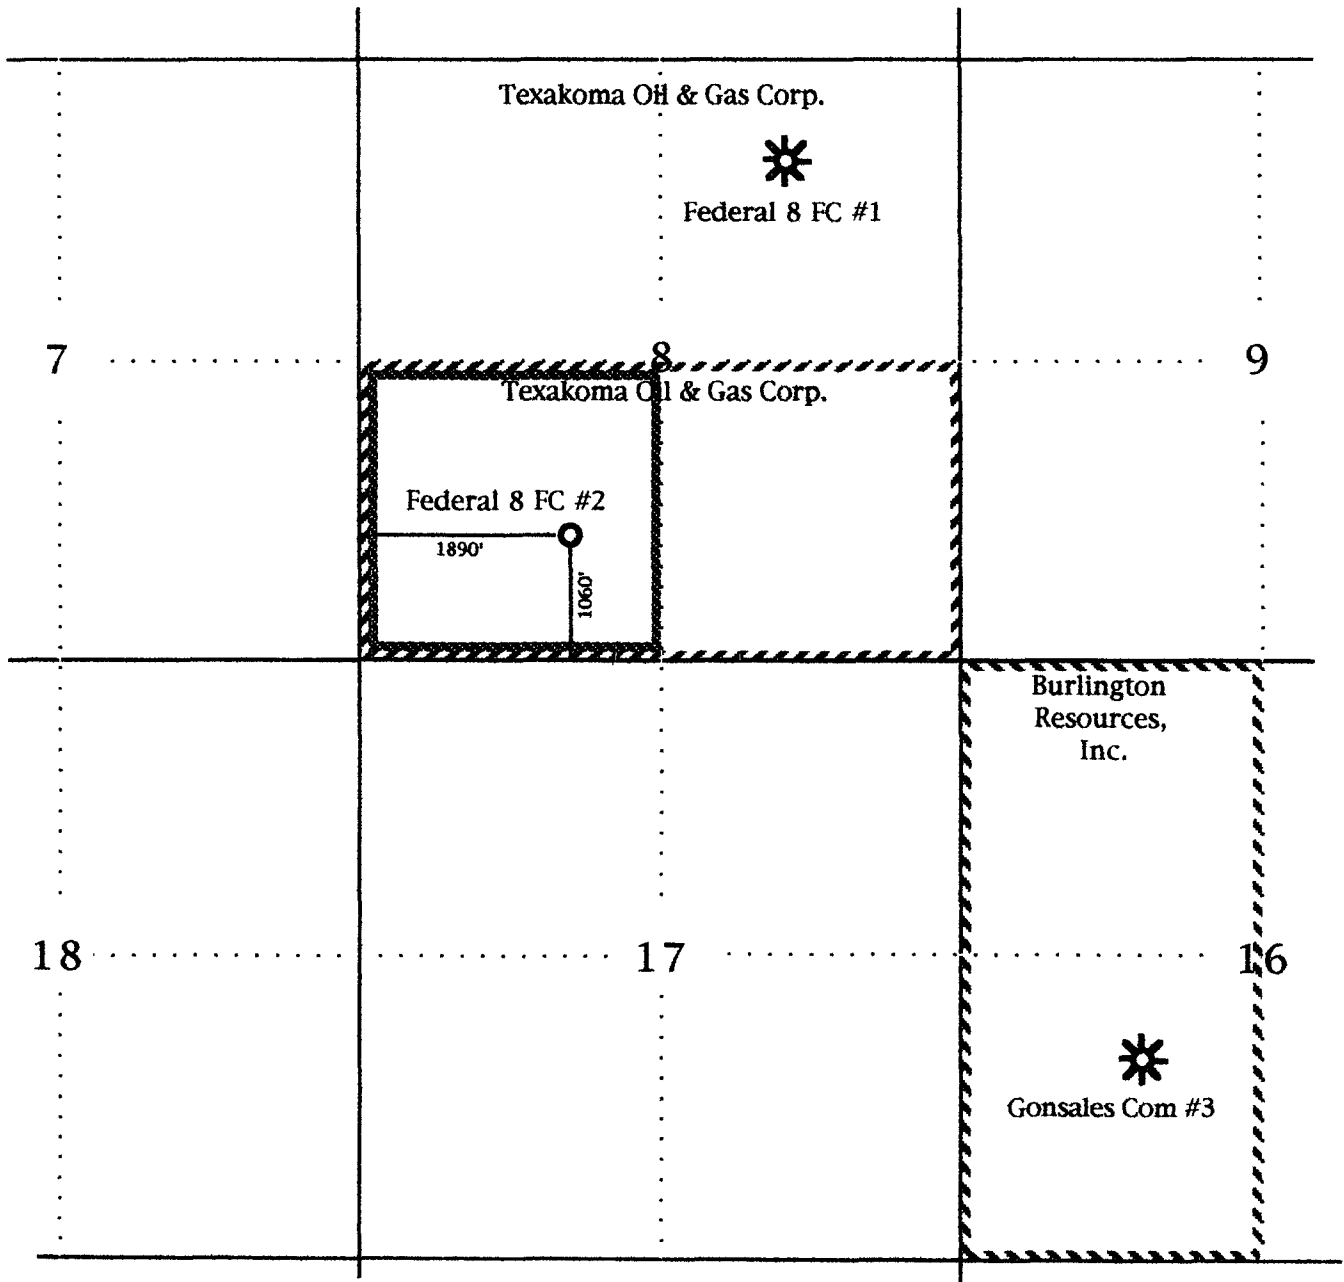 Texakoma Oil & Gas Corp.
Federal 8 FC #1
7
8
9
Texakoma Oil & Gas Corp.
Federal 8 FC #2
1890'
1060'
Burlington
Resources,
Inc.
18
17
16
Gonsales Com #3